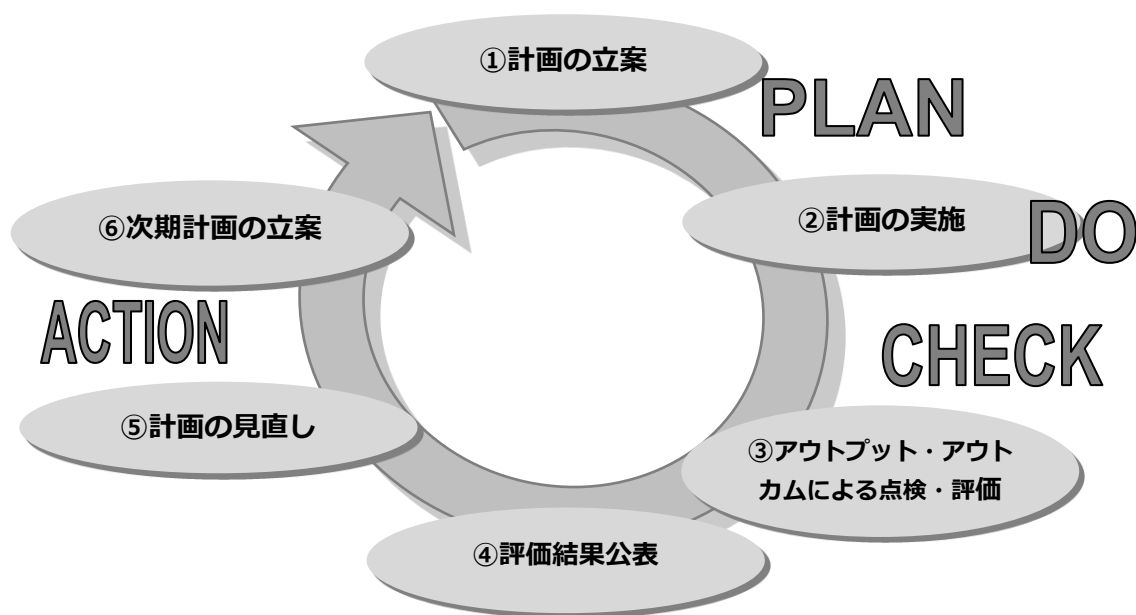 ①計画の立案
PLAN
②計画の実施
DO
CHECK
③アウトプット・アウト
カムによる点検・評価
④評価結果公表
⑤計画の見直し
ACTION
⑥次期計画の立案